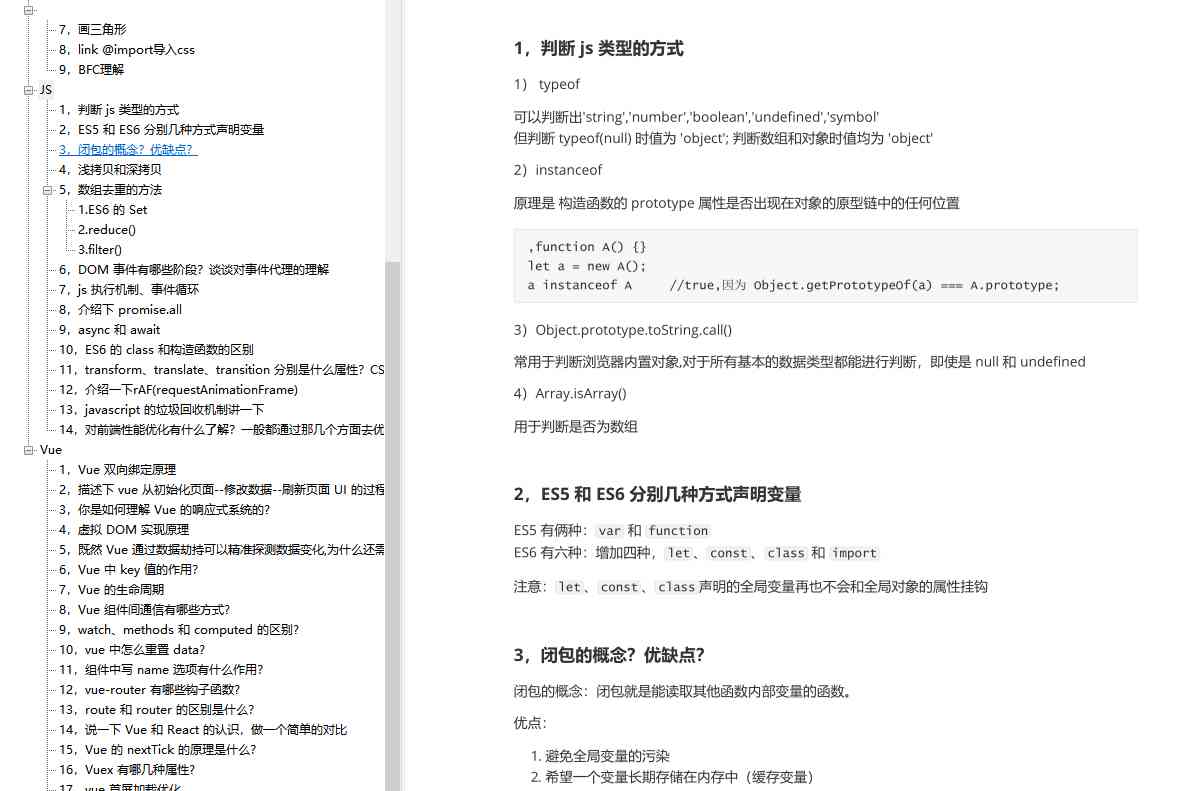 7，画三角形
8，link @import导入css
9，BFC理解
JS
1，判断 js 类型的方式
2，ES5 和 ES6 分别几种方式声明变量
3，闭包的概念？优缺点？
4，浅拷贝和深拷贝
5，数组去重的方法
1.ES6 的 Set
2.reduce()
3.filter()
6，DOM 事件有哪些阶段？谈谈对事件代理的理解
7，js 执行机制、事件循环
8，介绍下 promise.all
9，async 和 await
10，ES6 的 class 和构造函数的区别
11，transform、translate、transition 分别是什么属性？CS
12，介绍一下rAF(requestAnimationFrame)
13，javascript 的垃圾回收机制讲一下
14，对前端性能优化有什么了解？一般都通过那几个方面去优
Vue
1，Vue 双向绑定原理
2，描述下 vue 从初始化页面--修改数据--刷新页面 UI 的过程
3，你是如何理解 Vue 的响应式系统的?
4，虚拟 DOM 实现原理
5，既然 Vue 通过数据劫持可以精准探测数据变化,为什么还需
6，Vue 中 key 值的作用?
7，Vue 的生命周期
8，Vue 组件间通信有哪些方式?
9，watch、methods 和 computed 的区别?
10，vue 中怎么重置 data?
11，组件中写 name 选项有什么作用?
12，vue-router 有哪些钩子函数?
13，route 和 router 的区别是什么?
14，说一下 Vue 和 React 的认识，做一个简单的对比
15，Vue 的 nextTick 的原理是什么?
16，Vuex 有哪几种属性?
17，vue 首屏加载优化
1，判断 js 类型的方式
1） typeof
可以判断出'string','number','boolean','undefined','symbol'
但判断 typeof(null) 时值为 'object'; 判断数组和对象时值均为 'object'
2）instanceof
原理是 构造函数的 prototype 属性是否出现在对象的原型链中的任何位置
,function A() {}
let a = new A();
a instanceof A     //true,因为 Object.getPrototypeOf(a) === A.prototype;
3）Object.prototype.toString.call()
常用于判断浏览器内置对象,对于所有基本的数据类型都能进行判断，即使是 null 和 undefined
4）Array.isArray()
用于判断是否为数组
2，ES5 和 ES6 分别几种方式声明变量
ES5 有俩种：var 和 function
ES6 有六种：增加四种，let、const、class 和 import
注意：let、const、class声明的全局变量再也不会和全局对象的属性挂钩
3，闭包的概念？优缺点？
闭包的概念：闭包就是能读取其他函数内部变量的函数。
优点：
1. 避免全局变量的污染
2. 希望一个变量长期存储在内存中（缓存变量）